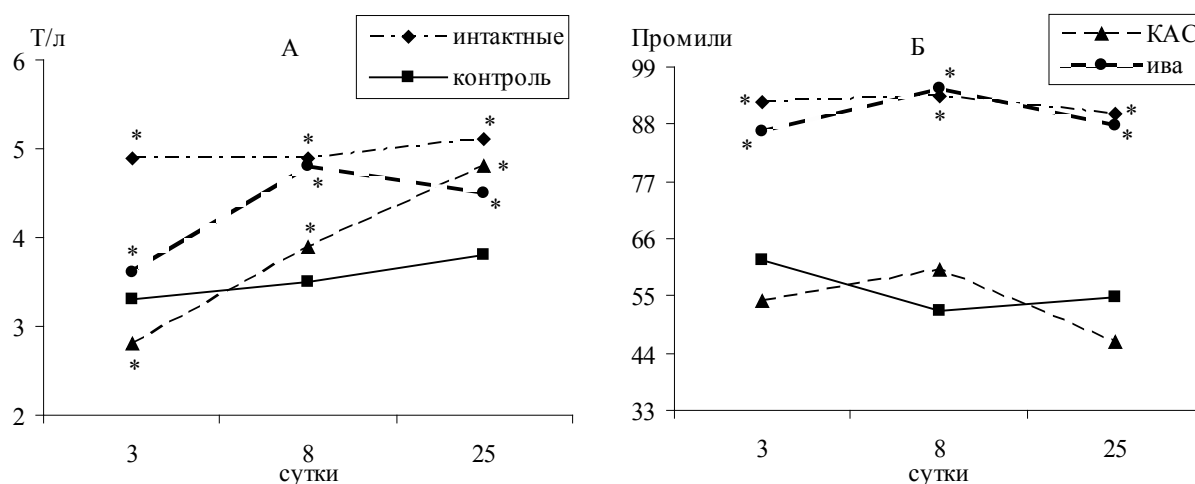 Т/л
А
интактные
контроль
6
5
4
3
2
* * *
* * *
* * *
3 8 25
сутки
Промили
Б
КАС
ива
99
88
77
66
55
44
33
* * *
* * *
3 8 25
сутки